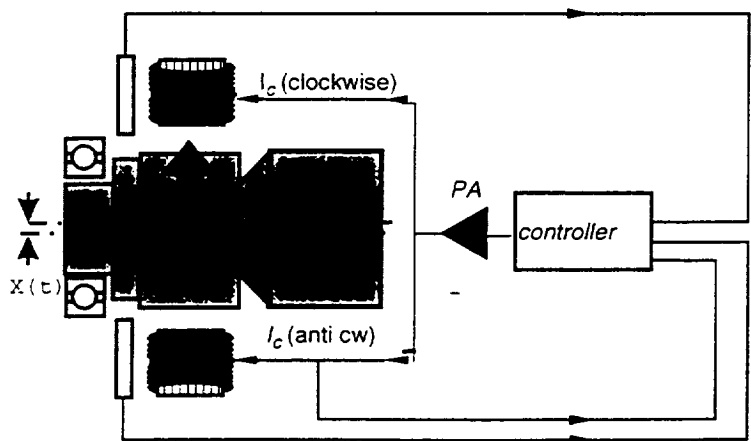 I_c (clockwise)
PA
controller
X(t)
I_c (anti cw)